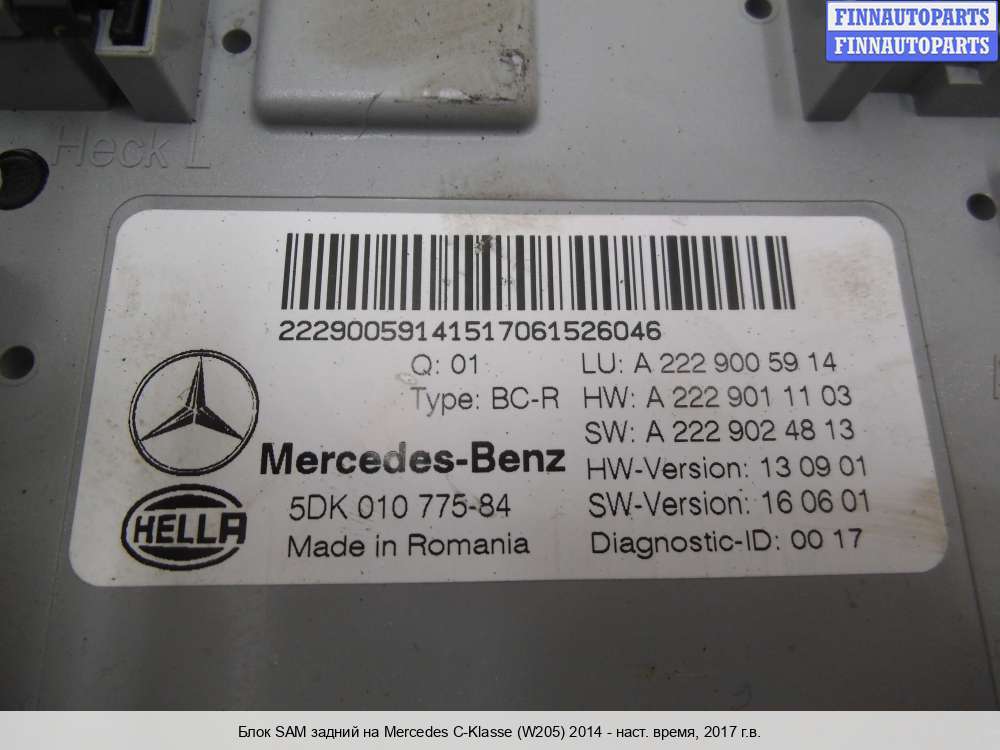 FINNAUTOPARTS
FINNAUTOPARTS
Heck L
22290059141517061526046
Q: 01
LU: A 222 900 59 14
Type: BC-R
HW: A 222 901 11 03
SW: A 222 902 48 13
Mercedes-Benz
HW-Version: 13 09 01
HELLA
5DK 010 775-84
SW-Version: 16 06 01
Made in Romania
Diagnostic-ID: 00 17
Блок SAM задний на Mercedes C-Klasse (W205) 2014 - наст. время, 2017 г.в.